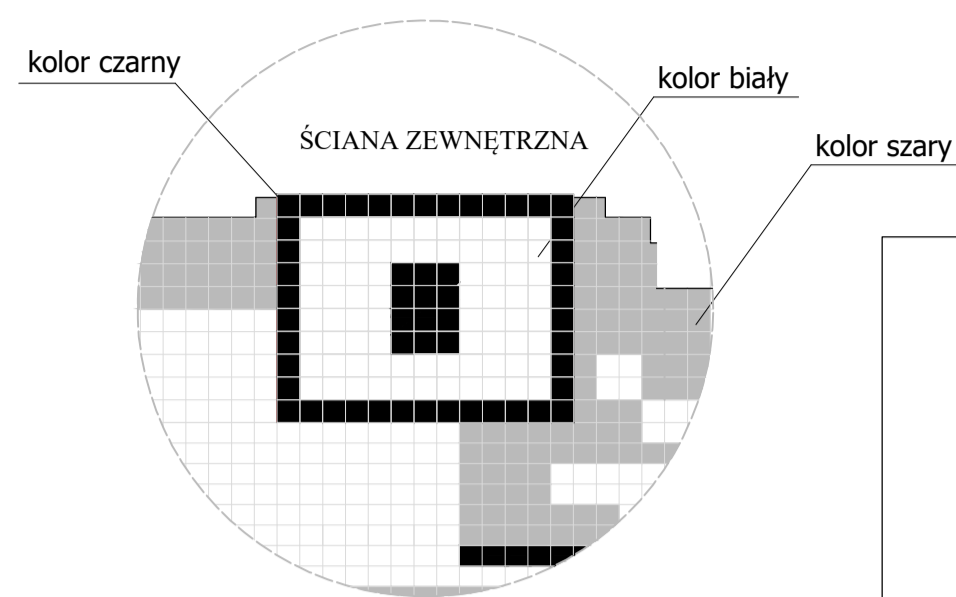 kolor czarny
kolor biały
ŚCIANA ZEWNĘTRZNA
kolor szary